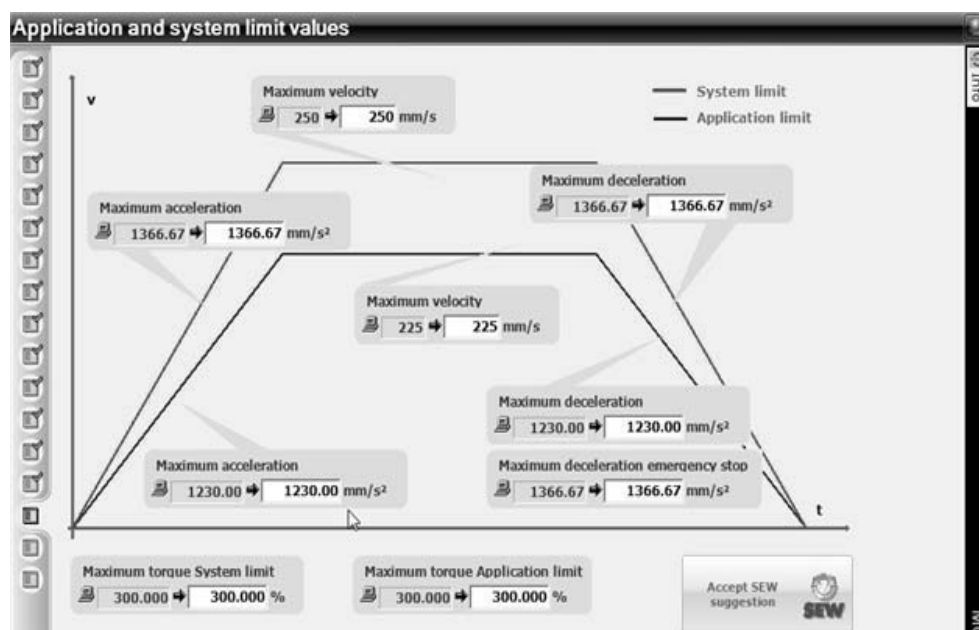 Application and system limit values
Info
v
Maximum velocity
250 250 mm/s
System limit
Application limit
Maximum deceleration
1366.67 1366.67 mm/s²
Maximum acceleration
1366.67 1366.67 mm/s²
Maximum velocity
225 225 mm/s
Maximum deceleration
1230.00 1230.00 mm/s²
Maximum acceleration
1230.00 1230.00 mm/s²
Maximum deceleration emergency stop
1366.67 1366.67 mm/s²
t
Maximum torque System limit
300.000 300.000 %
Maximum torque Application limit
300.000 300.000 %
Accept SEW
suggestion
SEW